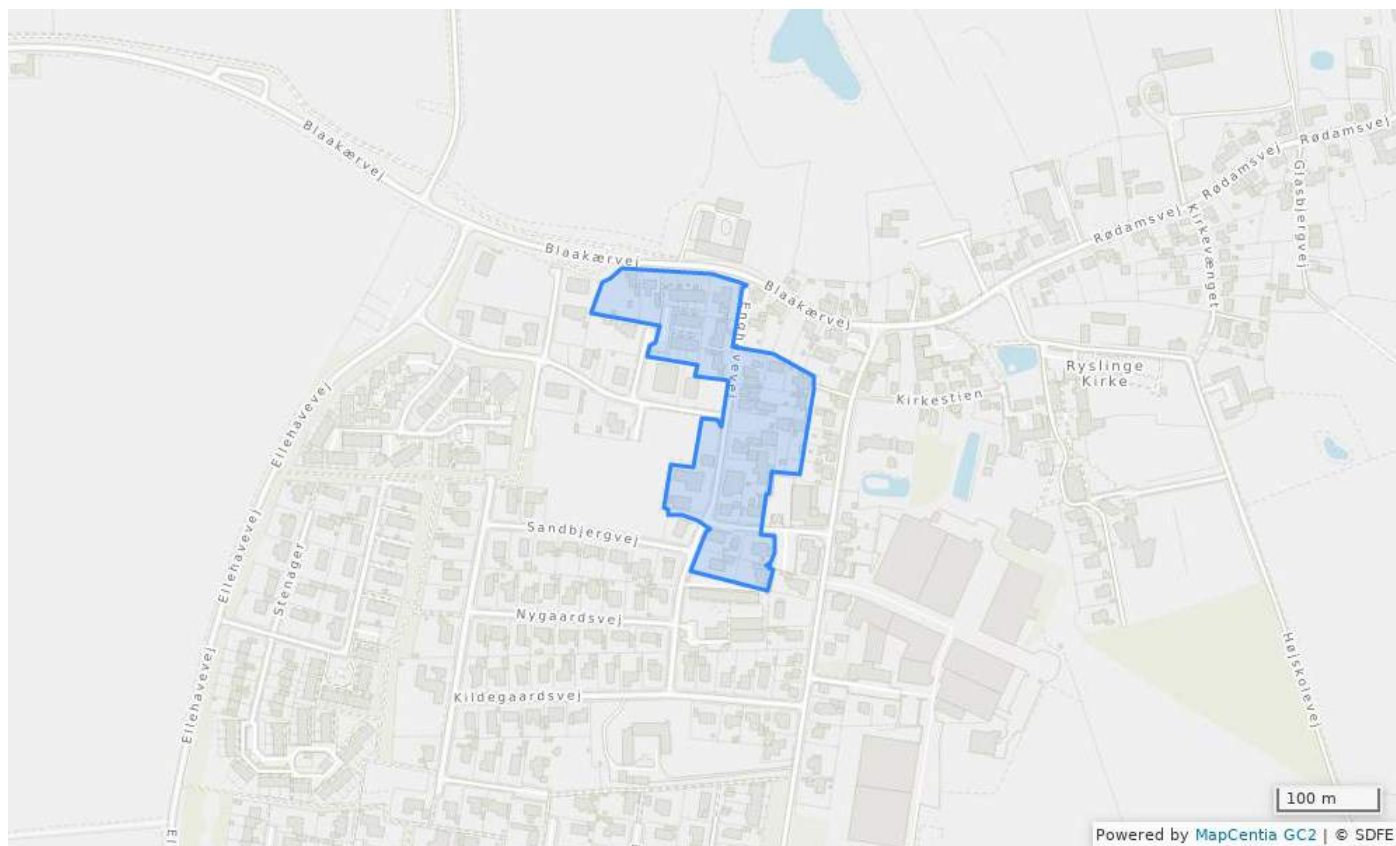 Blaakærvej
Rødamsvej
Rødamsvej
Rødamsvej
Glasbjergvej
Kirkevænget
Blaakærvej
Blaakærvej
Ryslinge
Kirke
Kirkestien
Ellehavevej
Sandbjergvej
Stenager
Ellehavevej
Nygaardsvej
Højskolevej
Kildegaardsvej
Ellehavevej
100 m
Powered by MapCentia GC2 | © SDFE